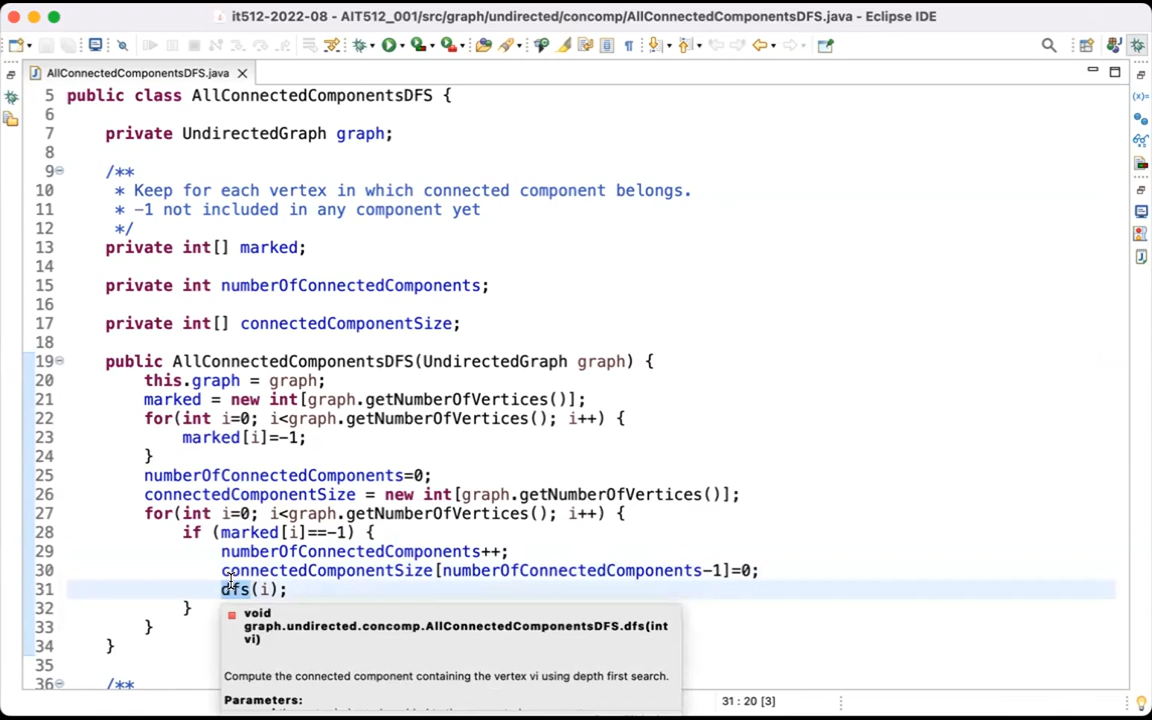 it512-2022-08 - AIT512_001/src/graph/undirected/concomp/AllConnectedComponentsDFS.java - Eclipse IDE
AllConnectedComponentsDFS.java
5 public class AllConnectedComponentsDFS {
6
7 private UndirectedGraph graph;
8
9 /**
10 * Keep for each vertex in which connected component belongs.
11 * -1 not included in any component yet
12 */
13 private int[] marked;
14
15 private int numberOfConnectedComponents;
16
17 private int[] connectedComponentSize;
18
19 public AllConnectedComponentsDFS(UndirectedGraph graph) {
20 this.graph = graph;
21 marked = new int[graph.getNumberOfVertices()];
22 for(int i=0; i<graph.getNumberOfVertices(); i++) {
23 marked[i]=-1;
24 }
25 numberOfConnectedComponents=0;
26 connectedComponentSize = new int[graph.getNumberOfVertices()];
27 for(int i=0; i<graph.getNumberOfVertices(); i++) {
28 if (marked[i]==-1) {
29 numberOfConnectedComponents++;
30 connectedComponentSize[numberOfConnectedComponents-1]=0;
31 dfs(i);
32 }
33 }
34 }
35
36 /**
void
graph.undirected.concomp.AllConnectedComponentsDFS.dfs(int
vi)
Compute the connected component containing the vertex vi using depth first search.
Parameters:
31 : 20 [3]